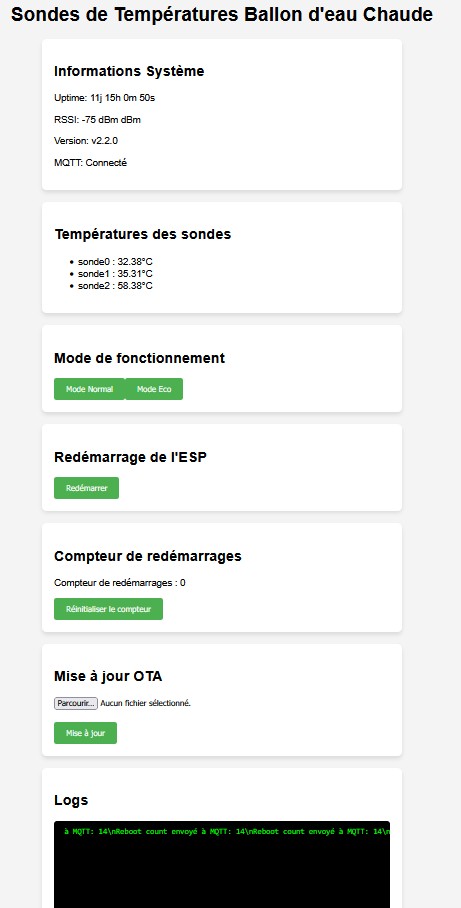 Sondes de Températures Ballon d'eau Chaude
Informations Système
Uptime: 11j 15h 0m 50s
RSSI: -75 dBm dBm
Version: v2.2.0
MQTT: Connecté
Températures des sondes
sonde0 : 32.38°C
sonde1 : 35.31°C
sonde2 : 58.38°C
Mode de fonctionnement
Mode Normal Mode Eco
Redémarrage de l'ESP
Redémarrer
Compteur de redémarrages
Compteur de redémarrages : 0
Réinitialiser le compteur
Mise à jour OTA
Parcourir... Aucun fichier sélectionné.
Mise à jour
Logs
à MQTT: 14\nReboot count envoyé à MQTT: 14\nReboot count envoyé à MQTT: 14\n